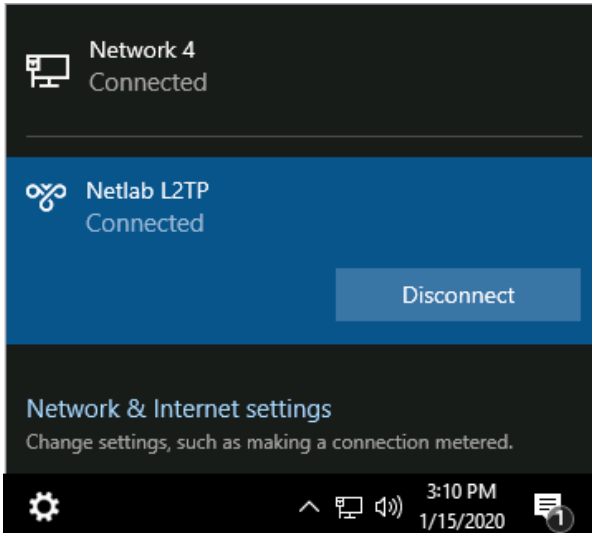 Network 4
Connected
Netlab L2TP
Connected
Disconnect
Network & Internet settings
Change settings, such as making a connection metered.
3:10 PM
1/15/2020
1